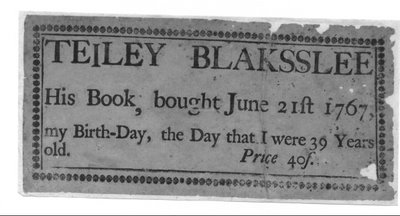 TEILEY BLAKSSLEE
His Book, bought June 21ſt 1767,
my Birth-Day, the Day that I were 39 Years
old. Price 40ſ.